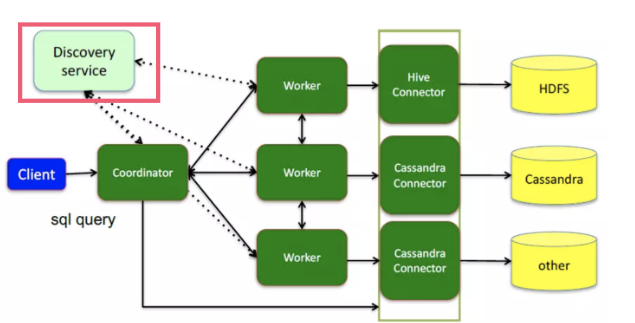 Discovery
service
Worker
Hive
Connector
HDFS
Client
Coordinator
Worker
Cassandra
Connector
Cassandra
sql query
Worker
Cassandra
Connector
other